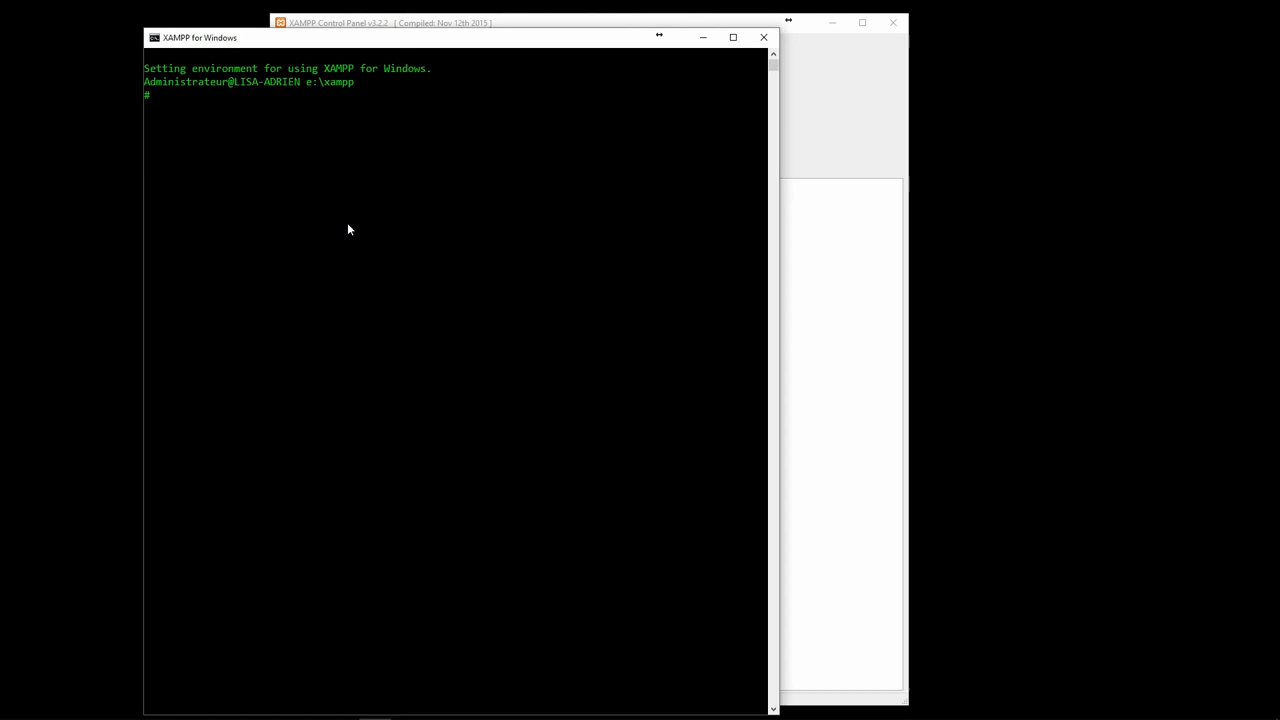 XAMPP Control Panel v3.2.2 [ Compiled: Nov 12th 2015 ]
XAMPP for Windows
Setting environment for using XAMPP for Windows.
Administrateur@LISA-ADRIEN e:\xampp
#